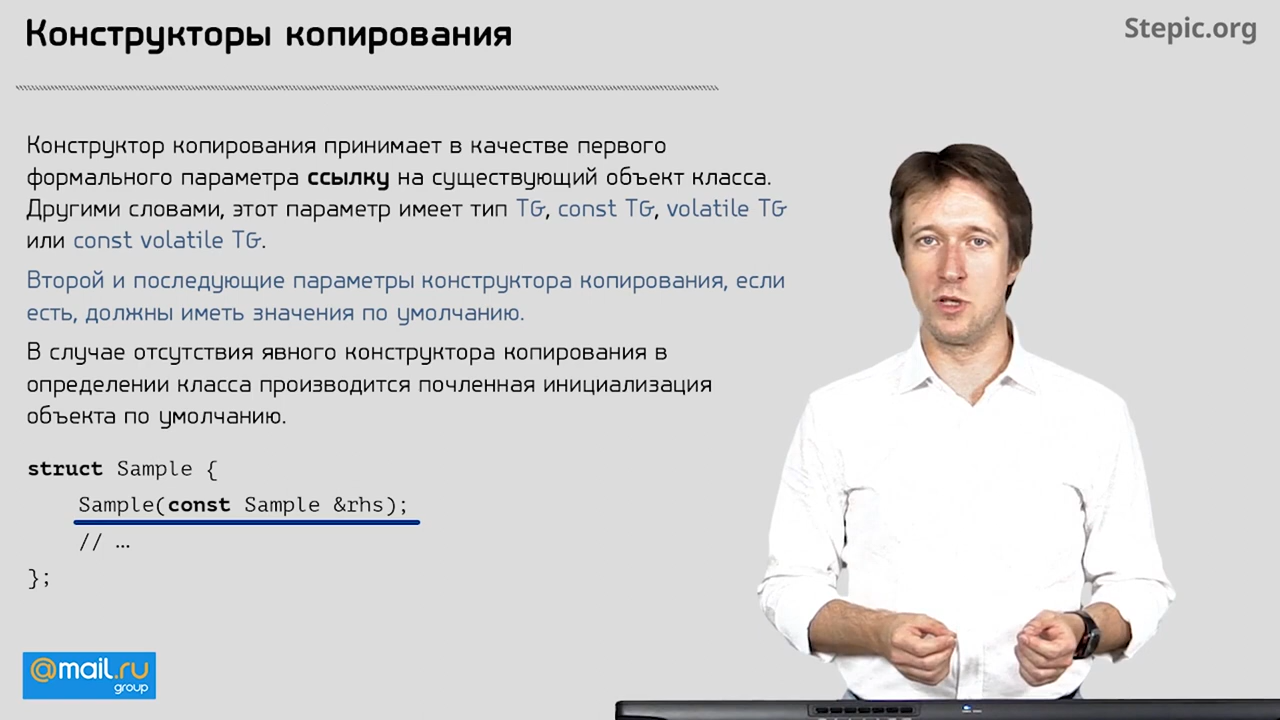 Конструкторы копирования
Stepic.org
Конструктор копирования принимает в качестве первого
формального параметра ссылку на существующий объект класса.
Другими словами, этот параметр имеет тип T&, const T&, volatile T&
или const volatile T&.
Второй и последующие параметры конструктора копирования, если
есть, должны иметь значения по умолчанию.
В случае отсутствия явного конструктора копирования в
определении класса производится почленная инициализация
объекта по умолчанию.
struct Sample {
Sample(const Sample &rhs);
// …
};
@mail.ru
group